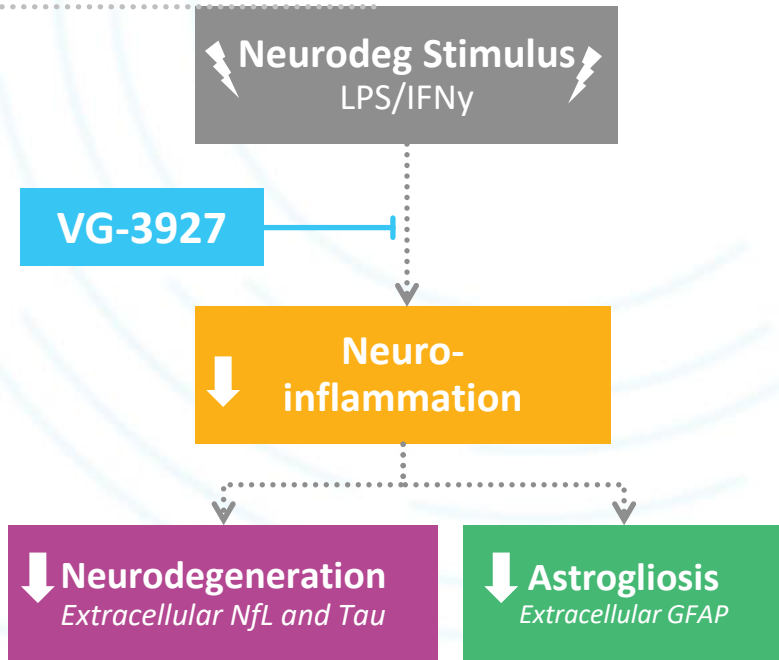 Neurodeg Stimulus
LPS/IFNy
VG-3927
Neuro-
inflammation
Neurodegeneration
Extracellular NfL and Tau
Astrogliosis
Extracellular GFAP